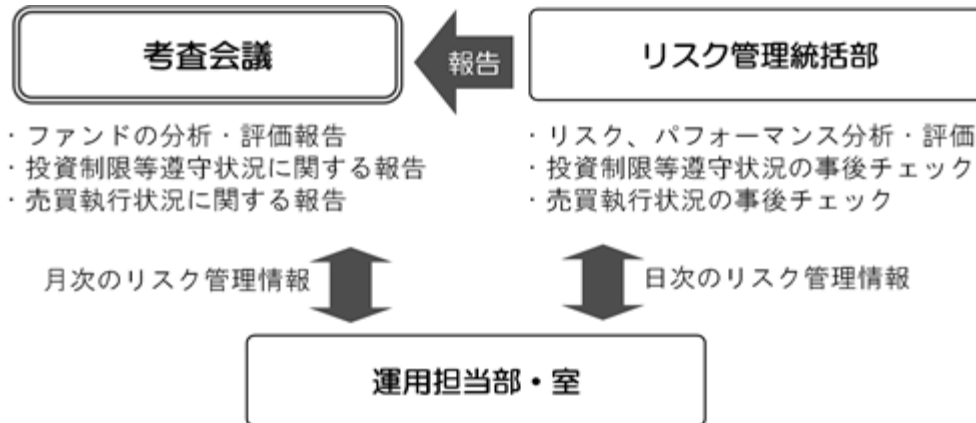 考査会議
報告
リスク管理統括部
・ファンドの分析・評価報告
・投資制限等遵守状況に関する報告
・売買執行状況に関する報告
・リスク、パフォーマンス分析・評価
・投資制限等遵守状況の事後チェック
・売買執行状況の事後チェック
月次のリスク管理情報
日次のリスク管理情報
運用担当部・室